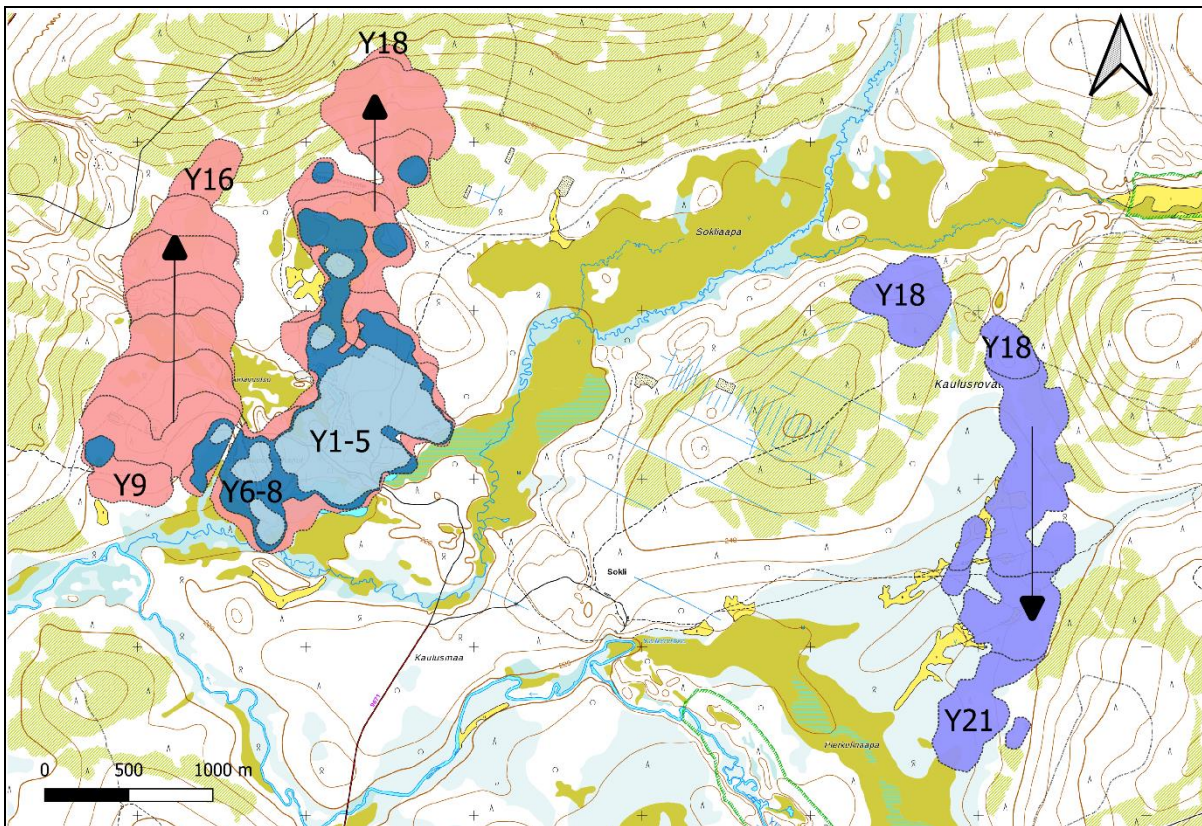 Y18
Y16
Sokliaapa
Y18
Y18
Kaulusrova
Y1-5
Y9
Y6-8
Sokli
Kaulusmaa
Y21
0 500 1000 m